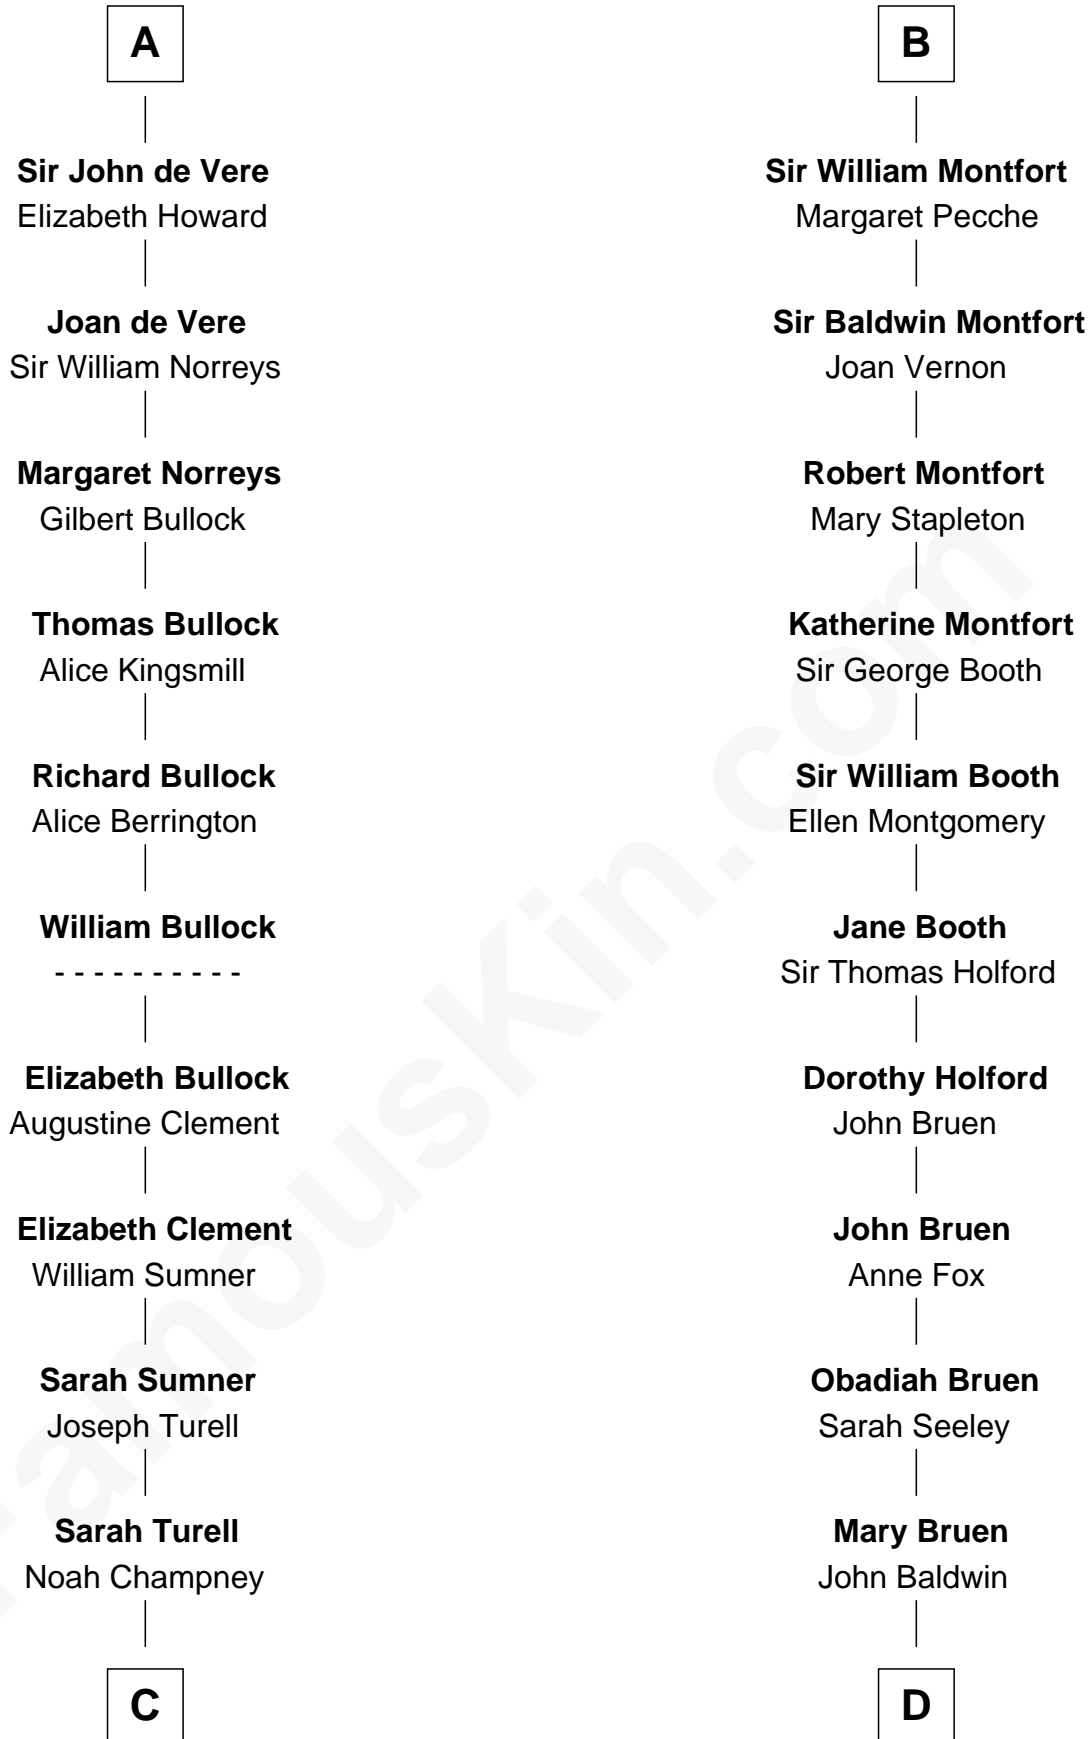 A
Sir John de Vere
Elizabeth Howard
Joan de Vere
Sir William Norreys
Margaret Norreys
Gilbert Bullock
Thomas Bullock
Alice Kingsmill
Richard Bullock
Alice Berrington
William Bullock
- - - - - - - - - -
Elizabeth Bullock
Augustine Clement
Elizabeth Clement
William Sumner
Sarah Sumner
Joseph Turell
Sarah Turell
Noah Champney
C
B
Sir William Montfort
Margaret Pecche
Sir Baldwin Montfort
Joan Vernon
Robert Montfort
Mary Stapleton
Katherine Montfort
Sir George Booth
Sir William Booth
Ellen Montgomery
Jane Booth
Sir Thomas Holford
Dorothy Holford
John Bruen
John Bruen
Anne Fox
Obadiah Bruen
Sarah Seeley
Mary Bruen
John Baldwin
D
FamousKin.com